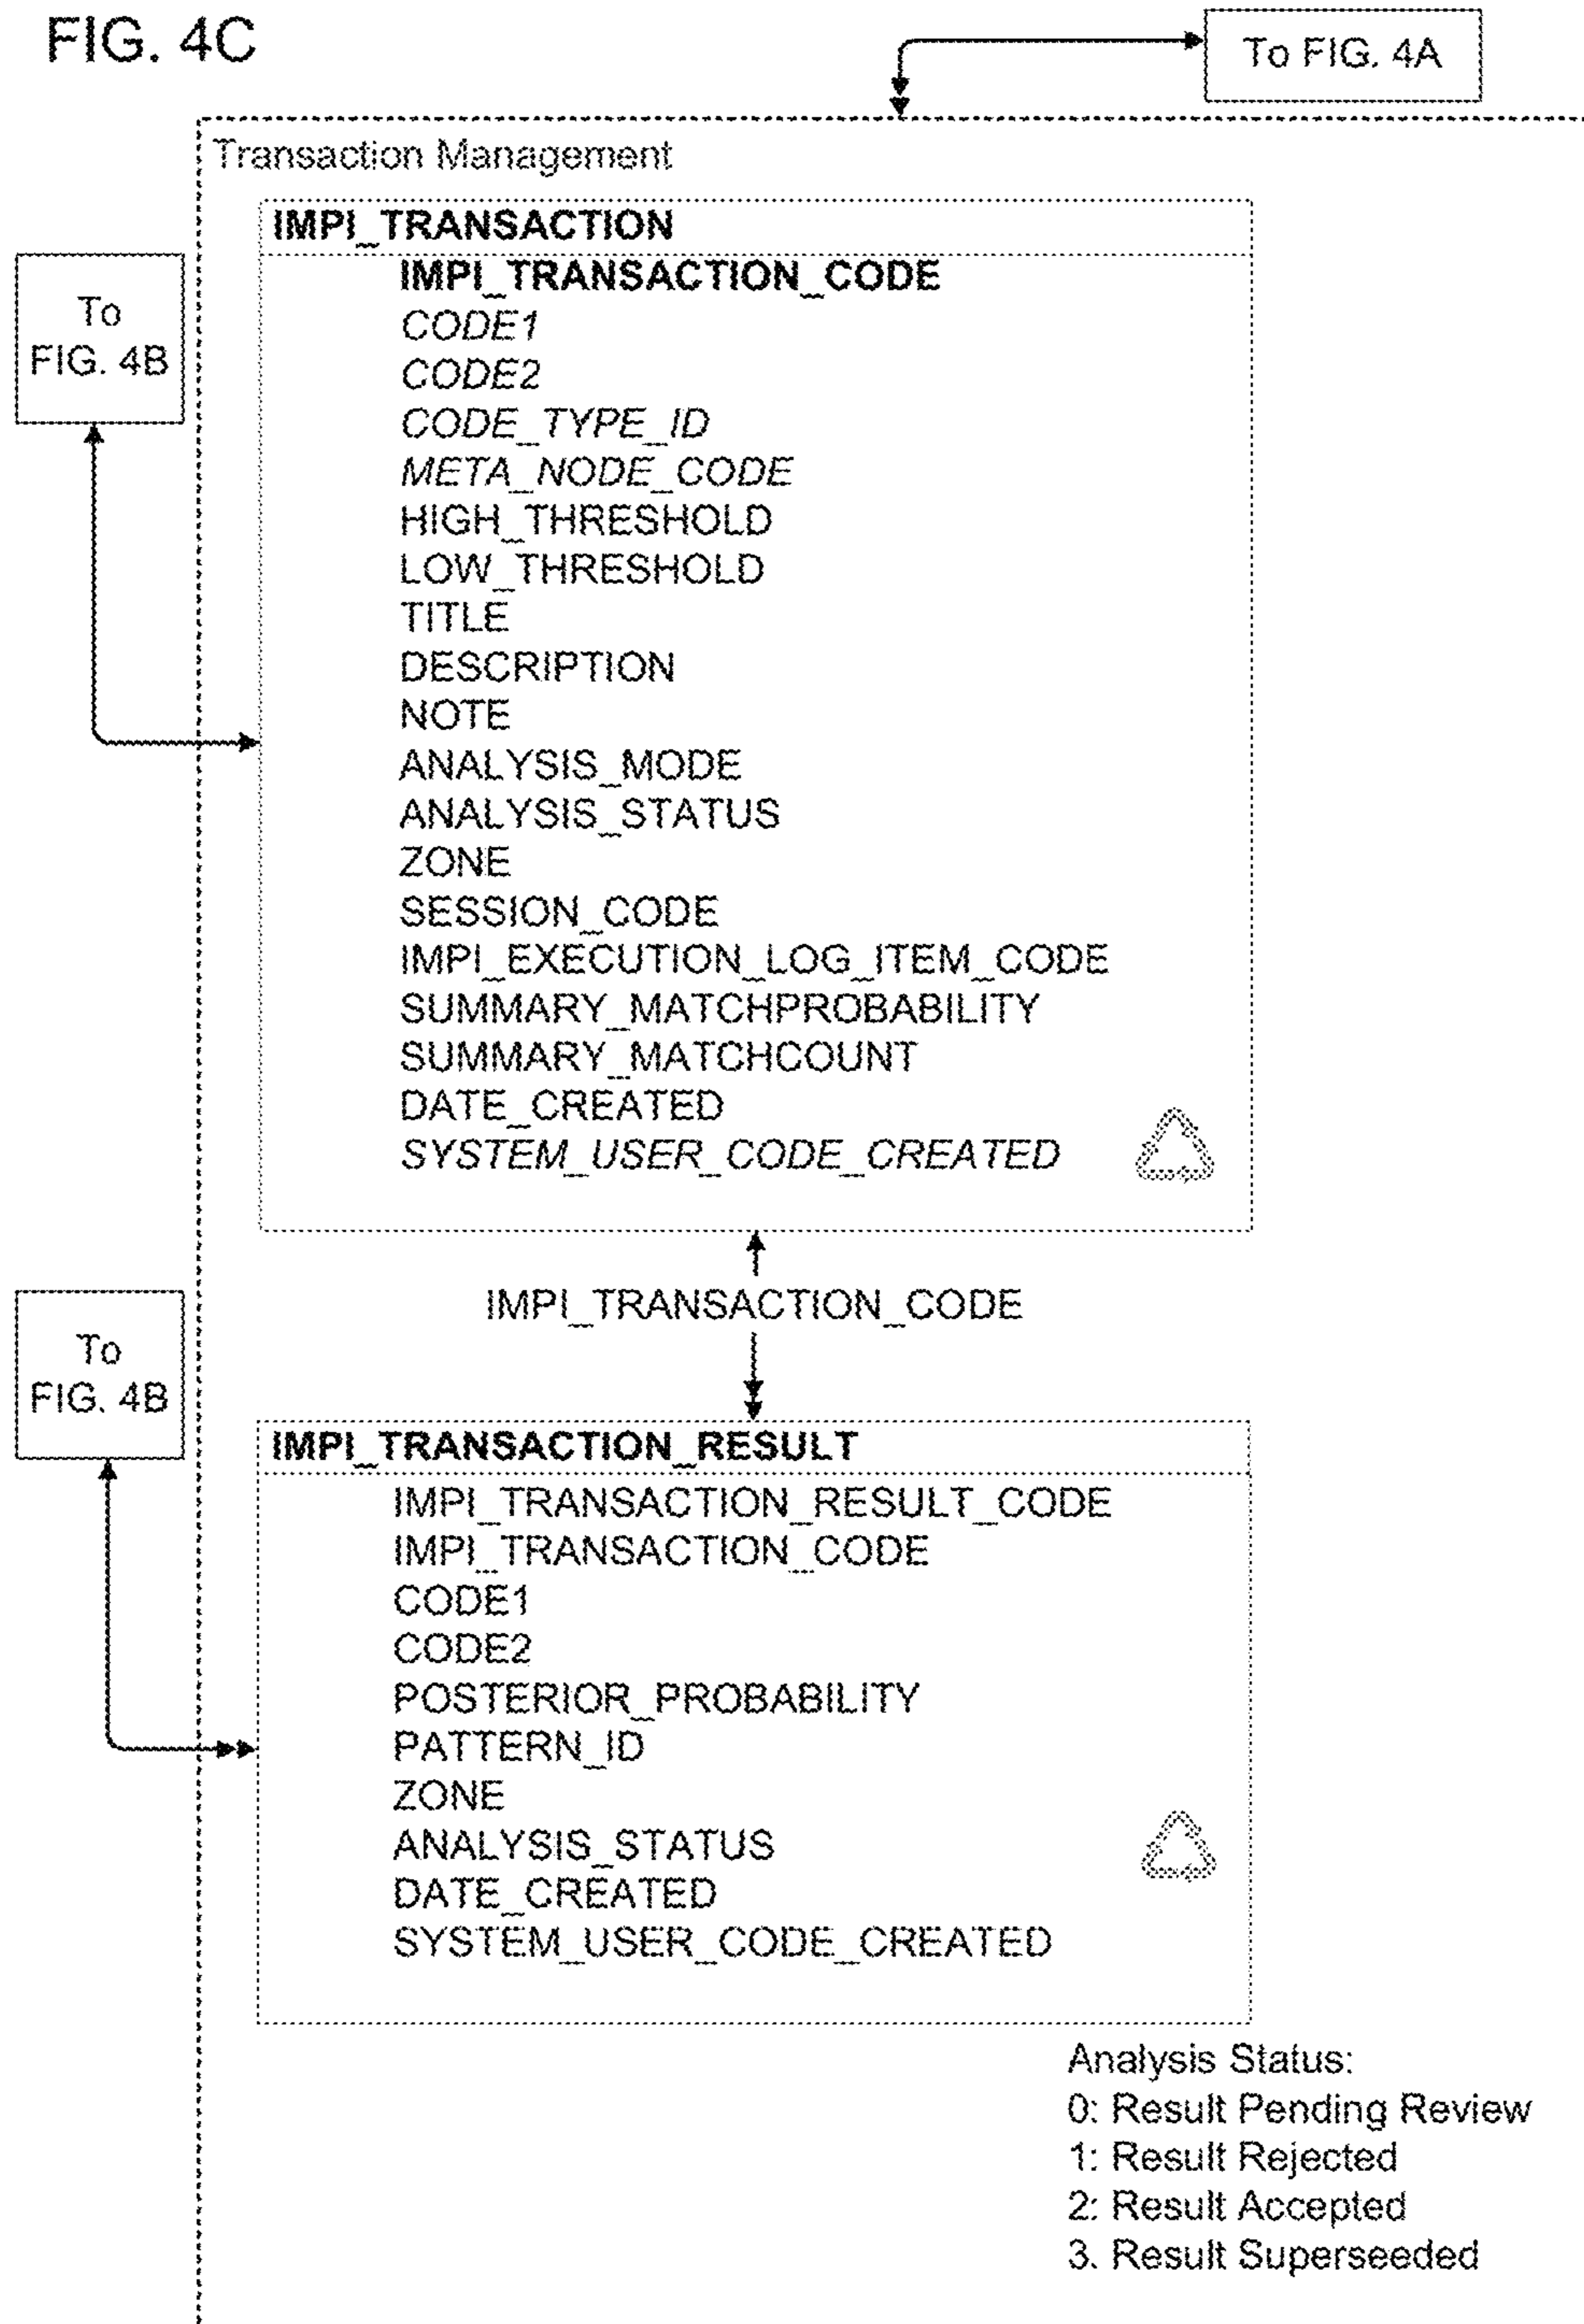 FIG. 4C
To FIG. 4A
Transaction Management
IMPI_TRANSACTION
IMPI_TRANSACTION_CODE
CODE1
CODE2
CODE_TYPE_ID
META_NODE_CODE
HIGH_THRESHOLD
LOW_THRESHOLD
TITLE
DESCRIPTION
NOTE
ANALYSIS_MODE
ANALYSIS_STATUS
ZONE
SESSION_CODE
IMPI_EXECUTION_LOG_ITEM_CODE
SUMMARY_MATCHPROBABILITY
SUMMARY_MATCHCOUNT
DATE_CREATED
SYSTEM_USER_CODE_CREATED
To
FIG. 4B
IMPI_TRANSACTION_CODE
To
FIG. 4B
IMPI_TRANSACTION_RESULT
IMPI_TRANSACTION_RESULT_CODE
IMPI_TRANSACTION_CODE
CODE1
CODE2
POSTERIOR_PROBABILITY
PATTERN_ID
ZONE
ANALYSIS_STATUS
DATE_CREATED
SYSTEM_USER_CODE_CREATED
Analysis Status:
0: Result Pending Review
1: Result Rejected
2: Result Accepted
3. Result Superseeded